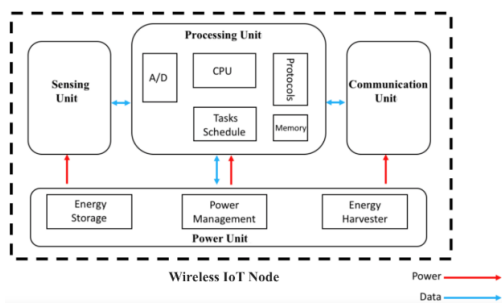 Processing Unit
Sensing
Unit
A/D
CPU
Protocols
Tasks
Schedule
Memory
Communication
Unit
Energy
Storage
Power
Management
Energy
Harvester
Power Unit
Wireless IoT Node
Power
Data